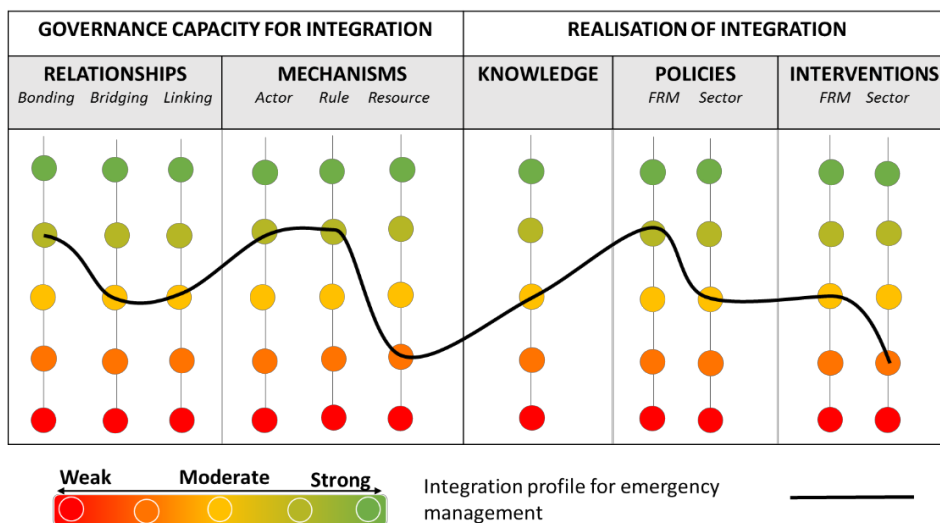 GOVERNANCE CAPACITY FOR INTEGRATION
REALISATION OF INTEGRATION
RELATIONSHIPS
MECHANISMS
KNOWLEDGE
POLICIES
INTERVENTIONS
Bonding Bridging Linking
Actor Rule Resource
FRM Sector
FRM Sector
Weak Moderate Strong
Integration profile for emergency
management